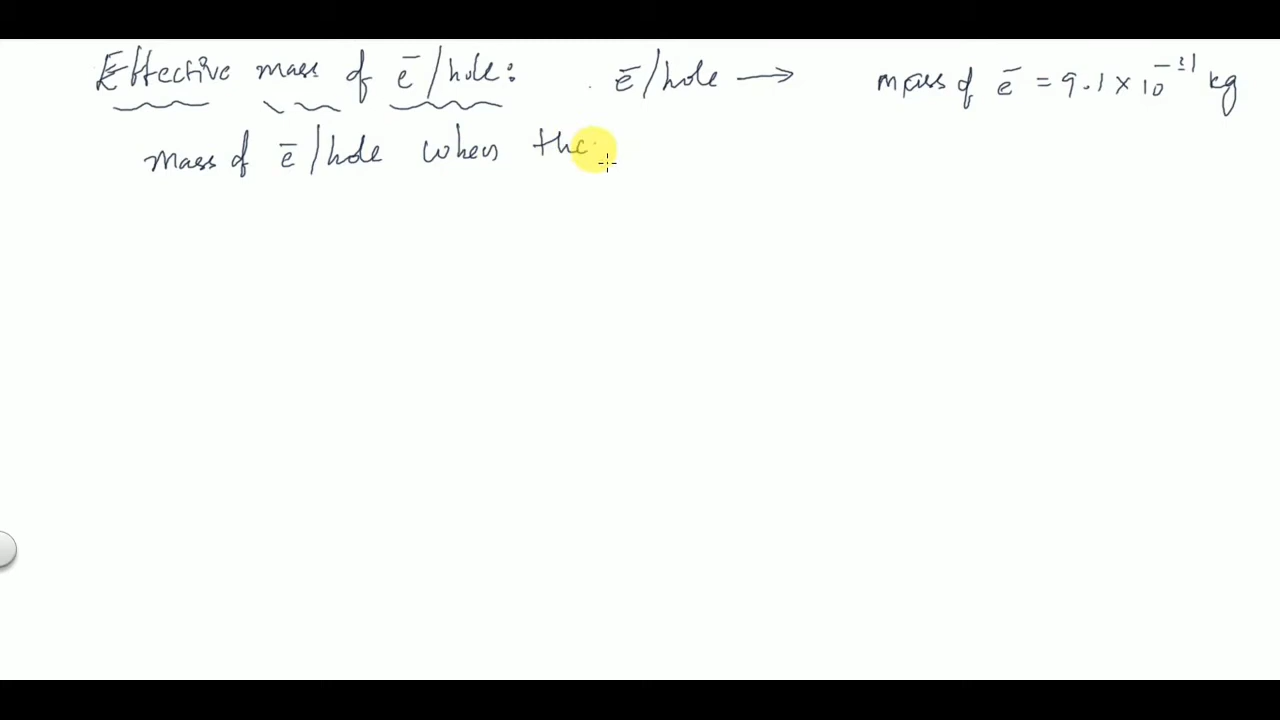 Effective mass of e̅/hole: . e̅/hole → mass of e̅ = 9.1 × 10⁻³¹ kg
mass of e̅/hole when the